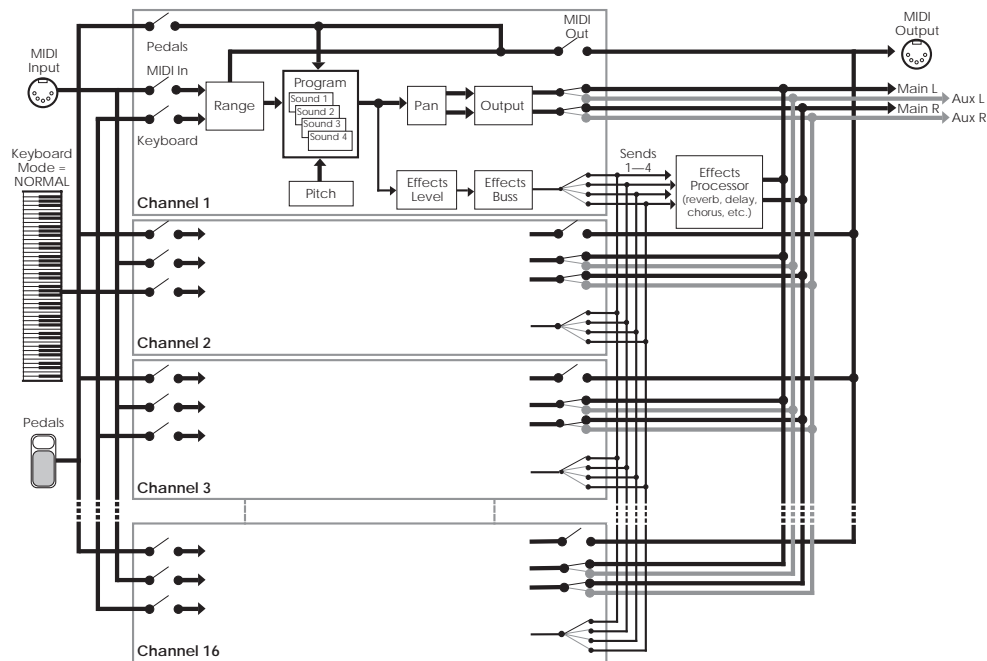 MIDI
Input
Pedals
MIDI
Out
MIDI
Output
MIDI In
Range
Program
Sound 1
Sound 2
Sound 3
Sound 4
Pan
Output
Main L
Aux L
Main R
Aux R
Keyboard
Keyboard
Mode =
NORMAL
Pitch
Effects
Level
Effects
Buss
Sends
1—4
Effects
Processor
(reverb, delay,
chorus, etc.)
Channel 1
Channel 2
Pedals
Channel 3
Channel 16